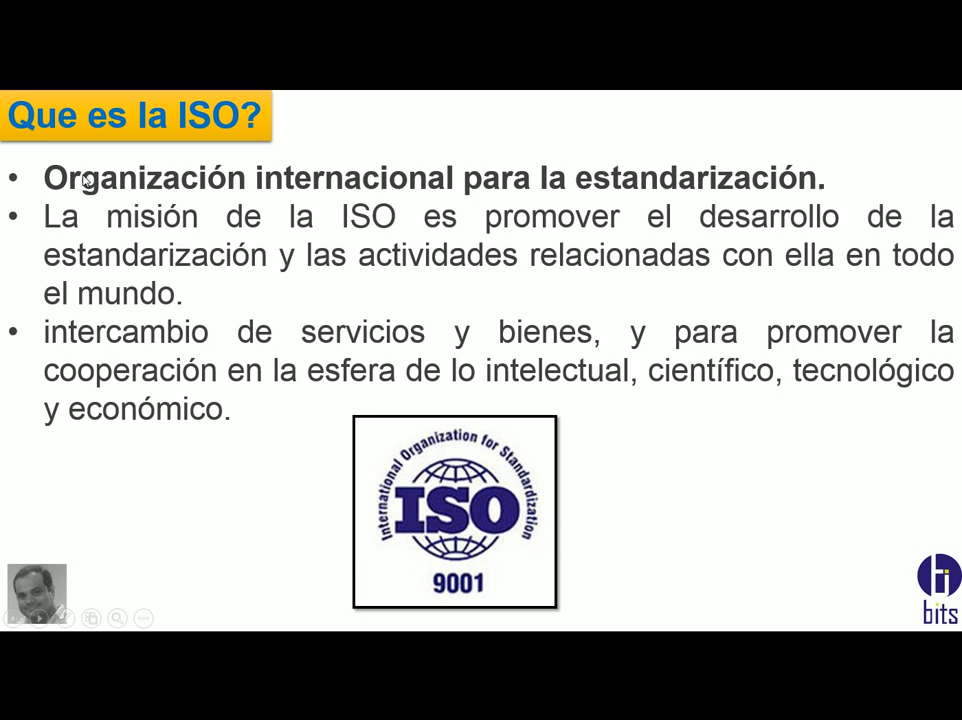 Que es la ISO?
• Organización internacional para la estandarización.
• La misión de la ISO es promover el desarrollo de la
estandarización y las actividades relacionadas con ella en todo
el mundo.
• intercambio de servicios y bienes, y para promover la
cooperación en la esfera de lo intelectual, científico, tecnológico
y económico.
International Organization for Standardization
ISO
9001
bits